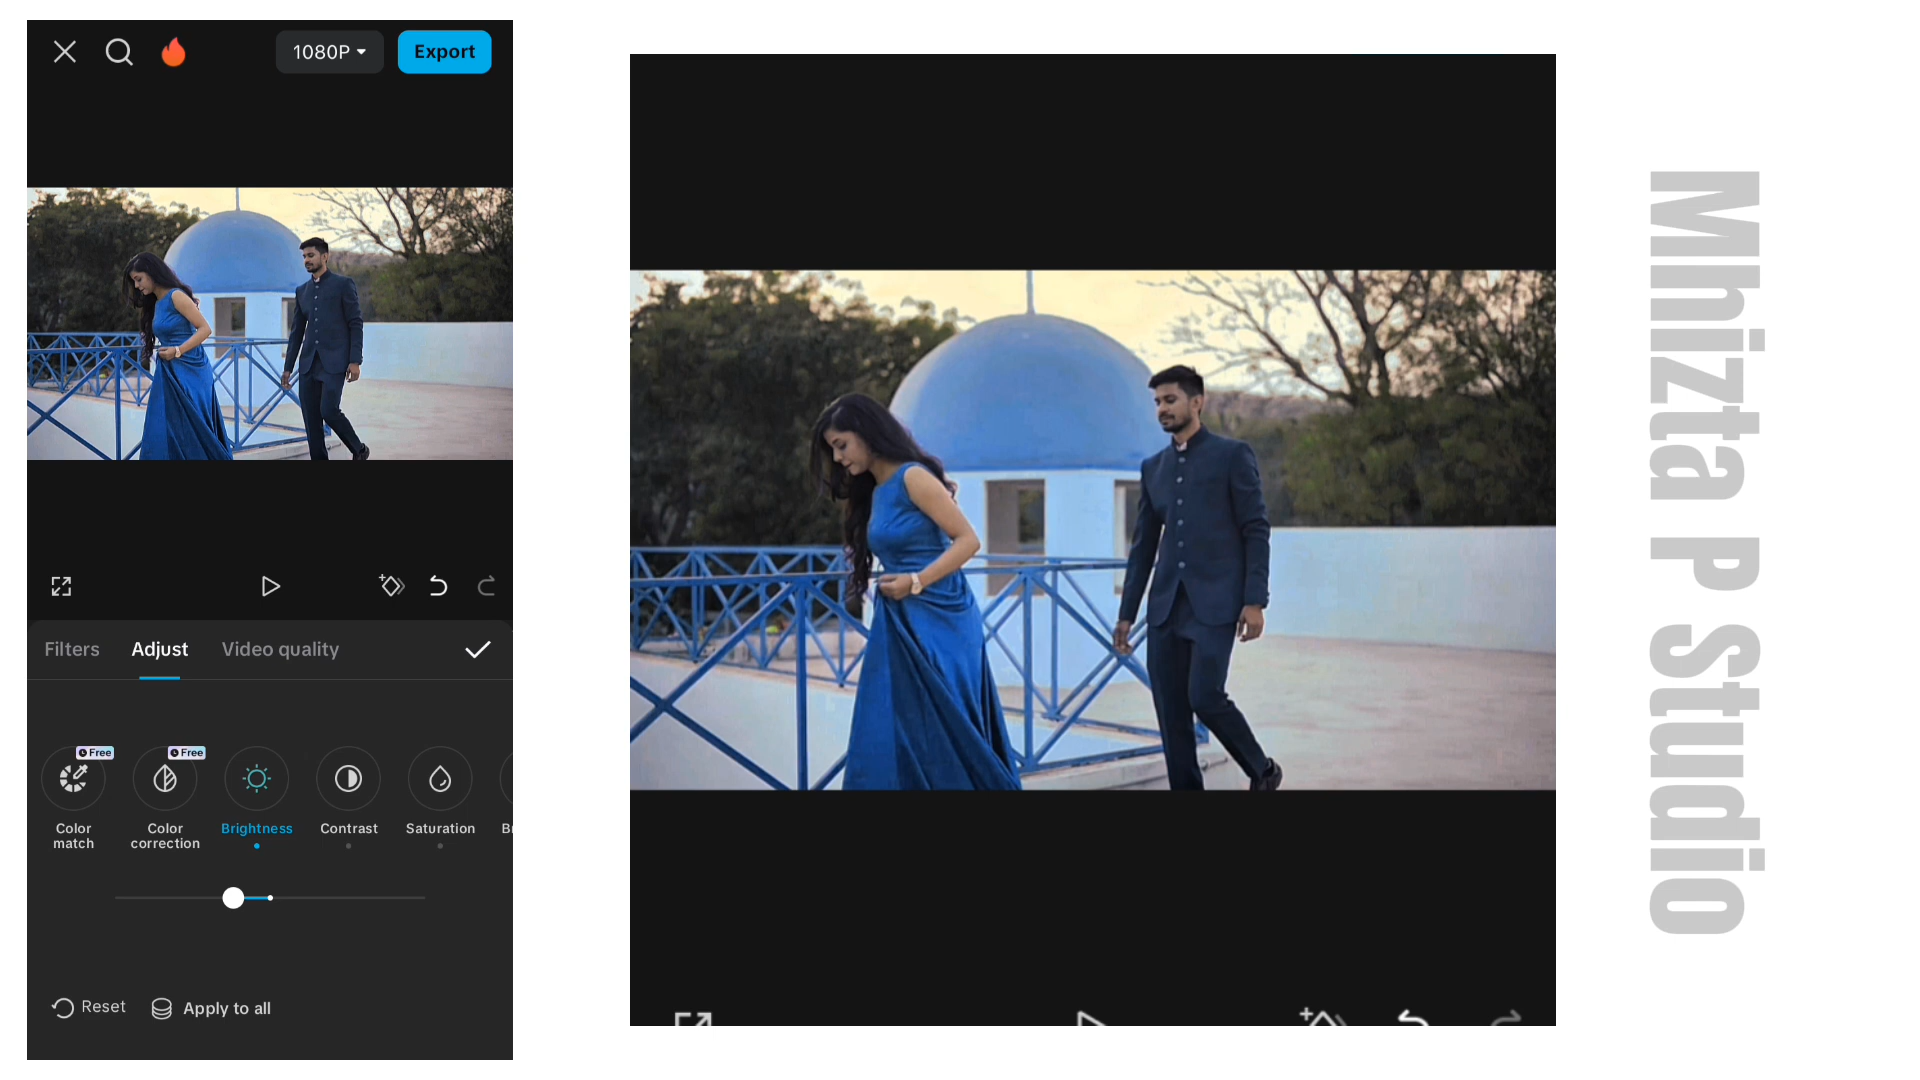 1080P
Export
Filters
Adjust
Video quality
Free
Free
Color
match
Color
correction
Brightness
Contrast
Saturation
Reset
Apply to all
Mhizta P Studio